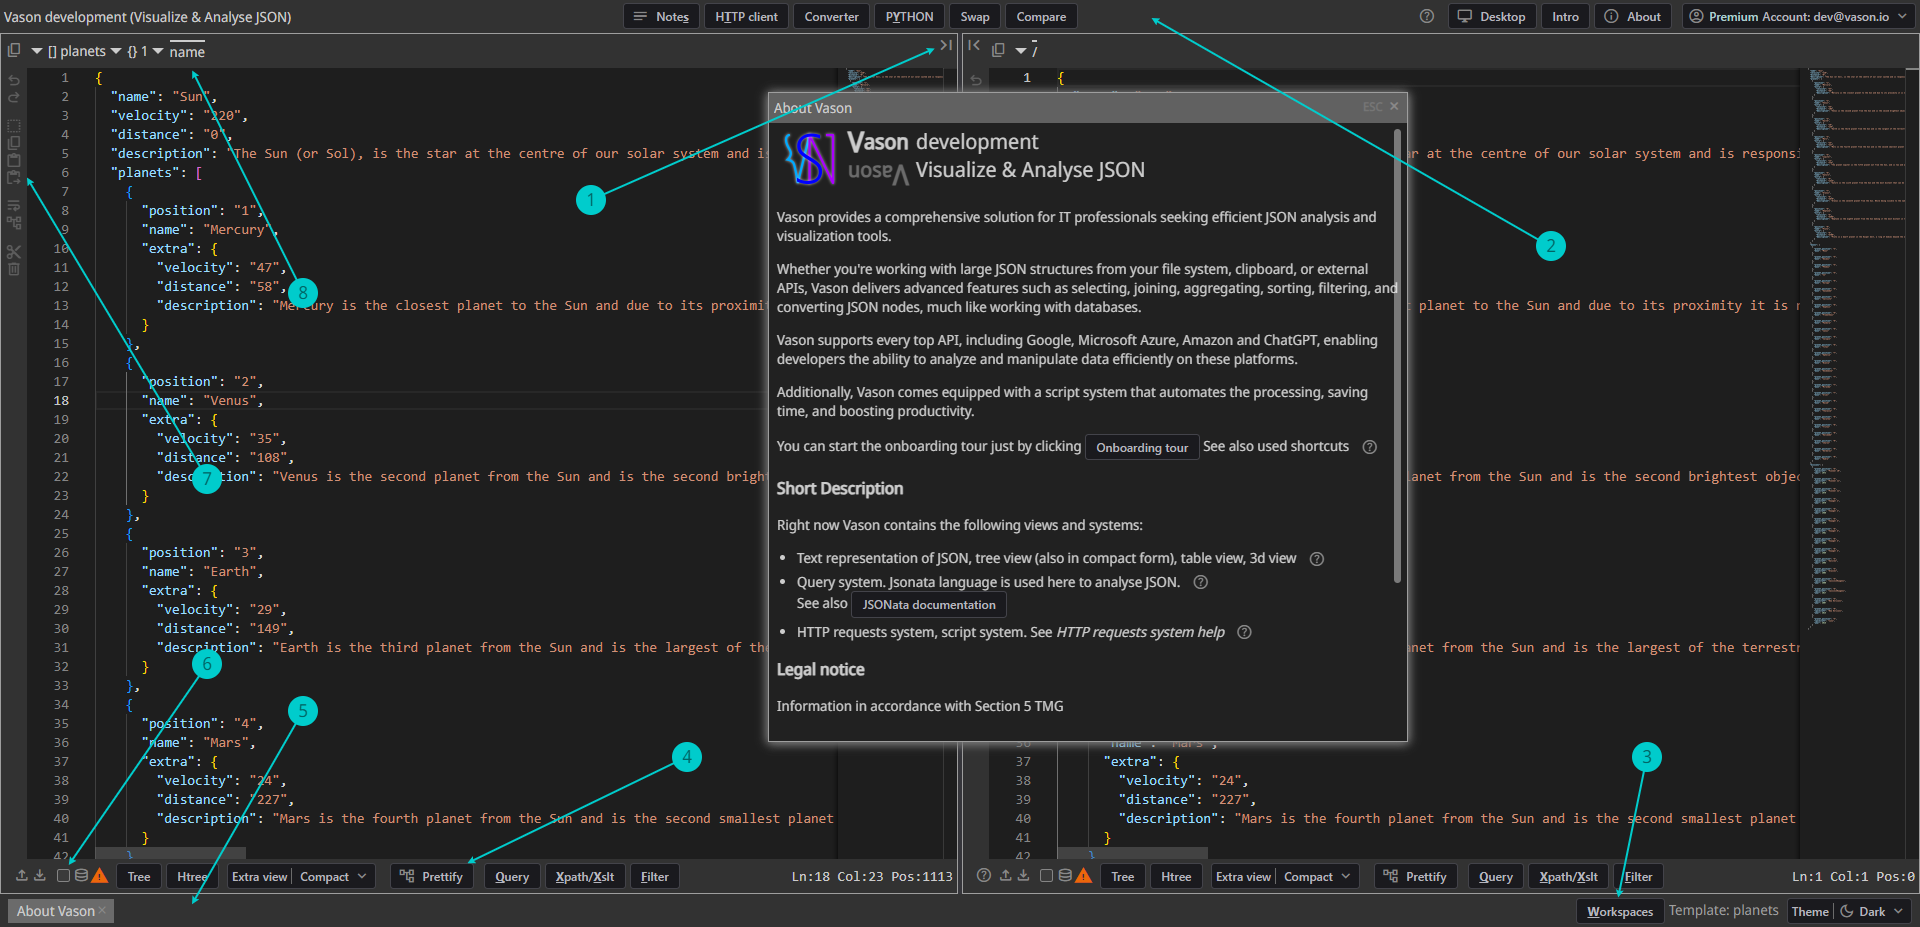 Vason development (Visualize & Analyse JSON)
Notes
HTTP client
Converter
PYTHON
Swap
Compare
Desktop
Intro
About
Premium Account: dev@vason.io
[] planets
{} 1
name
/
1 {
2 "name": "Sun",
3 "velocity": "220",
4 "distance": "0",
5 "description": "The Sun (or Sol), is the star at the centre of our solar system and is
6 "planets": [
7 {
8 "position": "1",
9 "name": "Mercury",
10 "extra": {
11 "velocity": "47",
12 "distance": "58",
13 "description": "Mercury is the closest planet to the Sun and due to its proximi
14 }
15 },
16 {
17 "position": "2",
18 "name": "Venus",
19 "extra": {
20 "velocity": "35",
21 "distance": "108",
22 "description": "Venus is the second planet from the Sun and is the second brigh
23 }
24 },
25 {
26 "position": "3",
27 "name": "Earth",
28 "extra": {
29 "velocity": "29",
30 "distance": "149",
31 "description": "Earth is the third planet from the Sun and is the largest of the
32 }
33 },
34 {
35 "position": "4",
36 "name": "Mars",
37 "extra": {
38 "velocity": "24",
39 "distance": "227",
40 "description": "Mars is the fourth planet from the Sun and is the second smallest planet
41 }
42 }
1
2
3
4
5
6
7
8
About Vason
ESC ×
Vason development
Vason Visualize & Analyse JSON
Vason provides a comprehensive solution for IT professionals seeking efficient JSON analysis and
visualization tools.
Whether you're working with large JSON structures from your file system, clipboard, or external
APIs, Vason delivers advanced features such as selecting, joining, aggregating, sorting, filtering, and
converting JSON nodes, much like working with databases.
Vason supports every top API, including Google, Microsoft Azure, Amazon and ChatGPT, enabling
developers the ability to analyze and manipulate data efficiently on these platforms.
Additionally, Vason comes equipped with a script system that automates the processing, saving
time, and boosting productivity.
You can start the onboarding tour just by clicking Onboarding tour See also used shortcuts
Short Description
Right now Vason contains the following views and systems:
• Text representation of JSON, tree view (also in compact form), table view, 3d view
• Query system. Jsonata language is used here to analyse JSON.
See also JSONata documentation
• HTTP requests system, script system. See HTTP requests system help
Legal notice
Information in accordance with Section 5 TMG
1 {
ar at the centre of our solar system and is responsi
t planet to the Sun and due to its proximity it is
lanet from the Sun and is the second brightest objec
net from the Sun and is the largest of the terrestr
36 "name": "Mars",
37 "extra": {
38 "velocity": "24",
39 "distance": "227",
40 "description": "Mars is the fourth planet from the Sun and is the second smallest planet
41 }
42 }
Tree
Htree
Extra view
Compact
Prettify
Query
Xpath/Xslt
Filter
Ln:18 Col:23 Pos:1113
Tree
Htree
Extra view
Compact
Prettify
Query
Xpath/Xslt
Filter
Ln:1 Col:1 Pos:0
About Vason ×
Workspaces
Template: planets
Theme
Dark